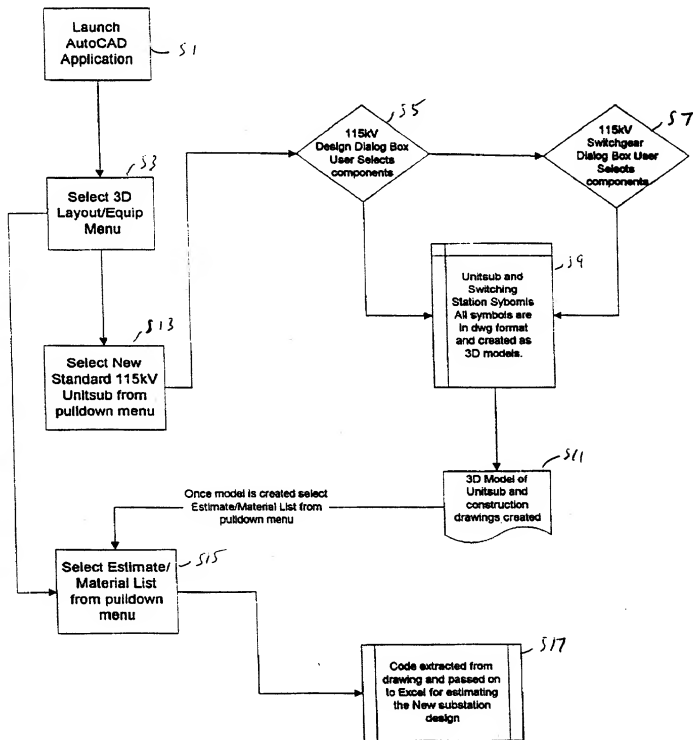 Launch
AutoCAD
Application
S1
Select 3D
Layout/Equip
Menu
S3
Select New
Standard 115kV
Unitsub from
pulldown menu
S13
115kV
Design Dialog Box
User Selects
components
S5
115kV
Switchgear
Dialog Box User
Selects
components
S7
Unitsub and
Switching
Station Sybomls
All symbols are
in dwg format
and created as
3D models.
S9
3D Model of
Unitsub and
construction
drawings created
S11
Once model is created select
Estimate/Material List from
pulldown menu
Select Estimate/
Material List
from pulldown
menu
S15
Code extracted from
drawing and passed on
to Excel for estimating
the New substation
design
S17